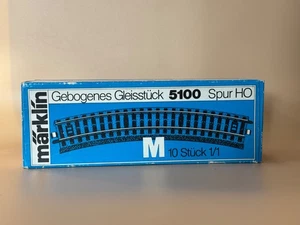 märklin
Gebogenes Gleisstück 5100 Spur HO
M
10 Stück 1/1